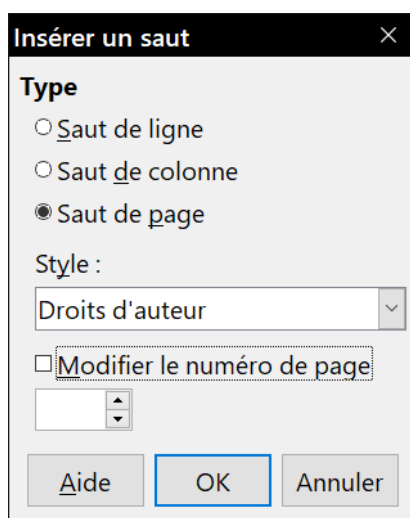 Insérer un saut
Type
Saut de ligne
Saut de colonne
Saut de page
Style :
Droits d'auteur
Modifier le numéro de page
Aide OK Annuler